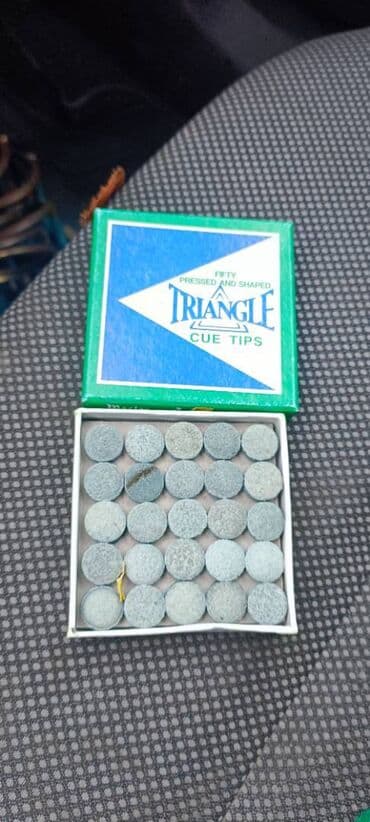 FIFTY
PRESSED AND SHAPED
TRIANGLE
CUE TIPS